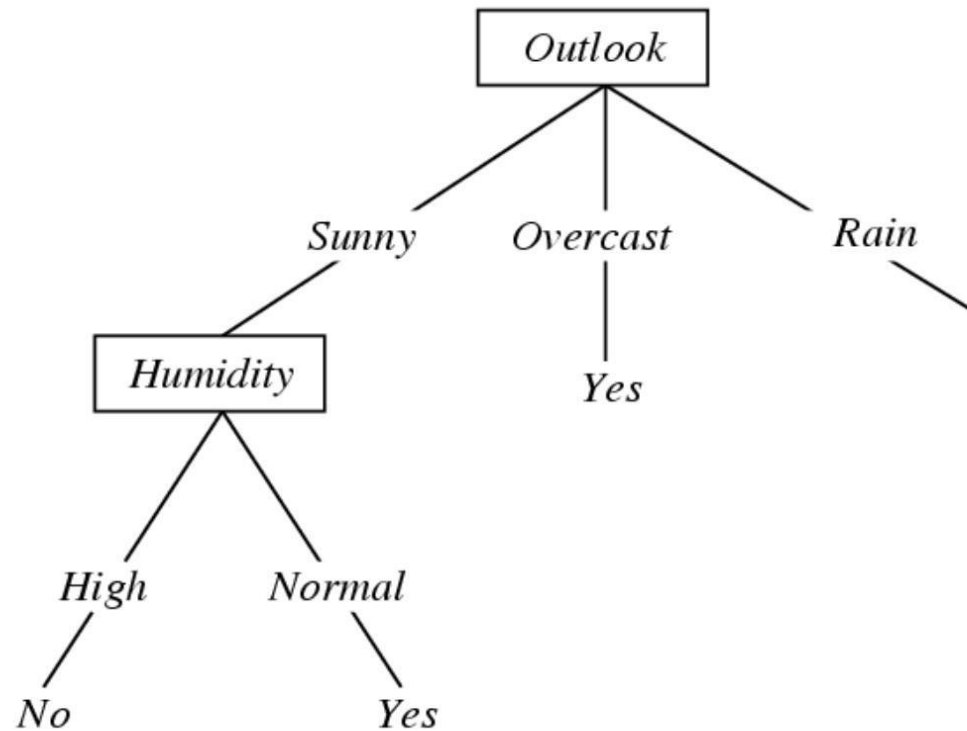 Outlook
Sunny Overcast Rain
Humidity
Yes
High Normal
No Yes